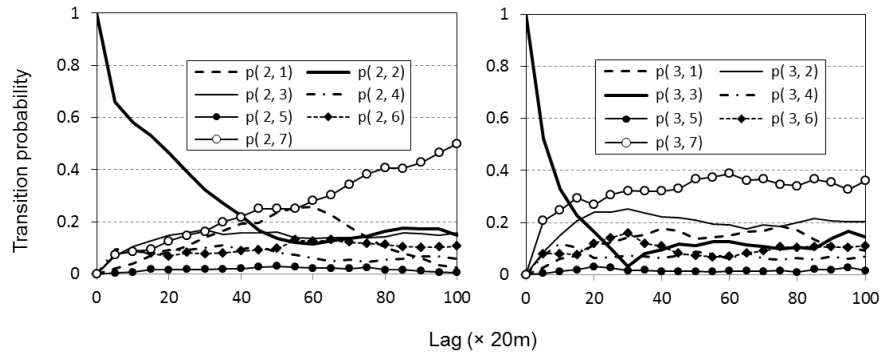 Transition probability
1
0.8
0.6
0.4
0.2
0
p( 2, 1) p( 2, 2)
p( 2, 3) p( 2, 4)
p( 2, 5) p( 2, 6)
p( 2, 7)
0 20 40 60 80 100
1
0.8
0.6
0.4
0.2
0
p( 3, 1) p( 3, 2)
p( 3, 3) p( 3, 4)
p( 3, 5) p( 3, 6)
p( 3, 7)
0 20 40 60 80 100
Lag (× 20m)